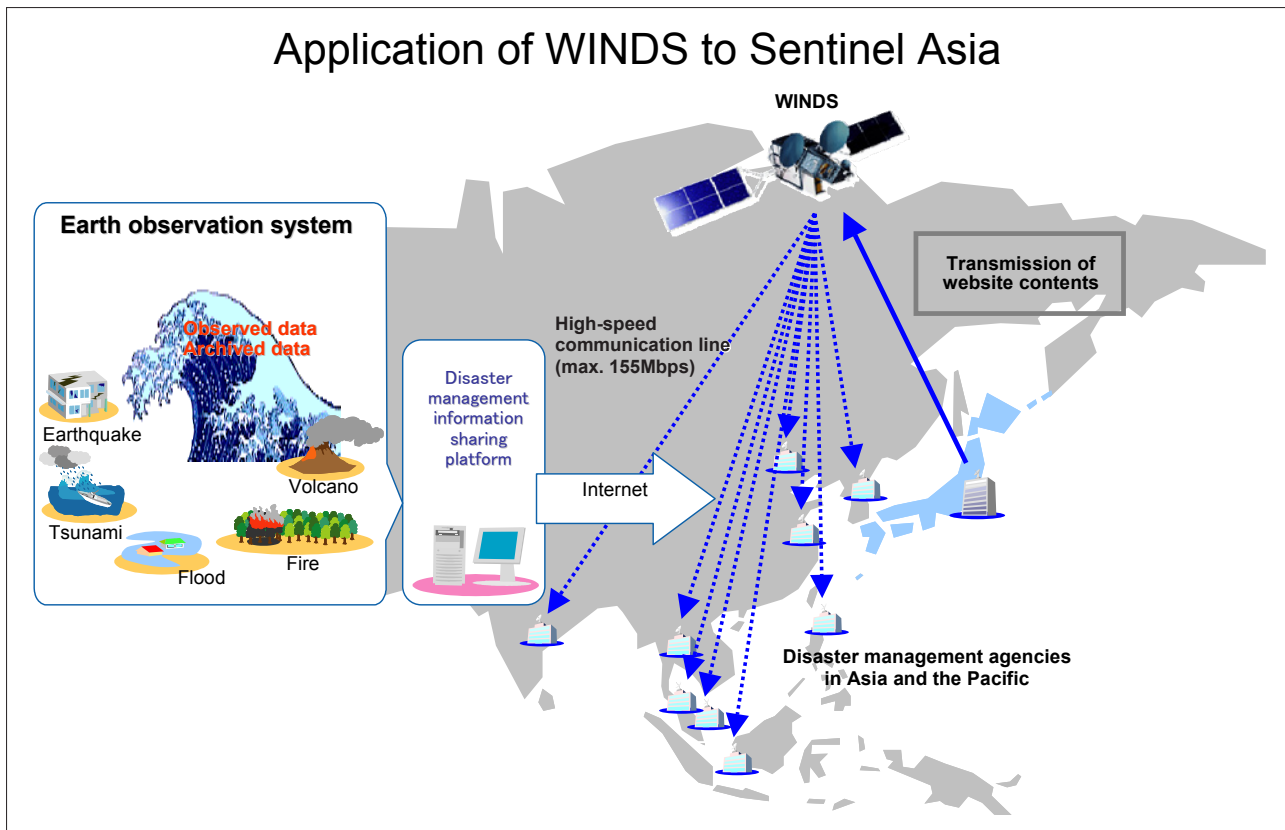 Application of WINDS to Sentinel Asia
WINDS
Earth observation system
Transmission of
website contents
Observed data
Archived data
High-speed
communication line
(max. 155Mbps)
Disaster
management
information
sharing
platform
Earthquake
Volcano
Internet
Tsunami
Fire
Flood
Disaster management agencies
in Asia and the Pacific